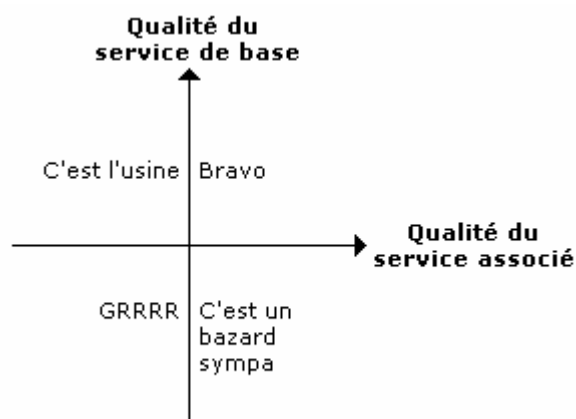 Qualité du
service de base
C'est l'usine
Bravo
Qualité du
service associé
GRRRR
C'est un
bazard
sympa